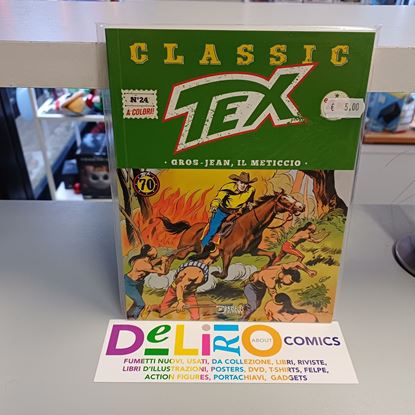 CLASSIC
N°24
A COLORI!
TEX
€ 5,00
· GROS-JEAN, IL METICCIO ·
70
DeLiRiO ABOUT COMICS
FUMETTI NUOVI, USATI, DA COLLEZIONE, LIBRI, RIVISTE,
LIBRI D'ILLUSTRAZIONI, POSTERS, DVD, T-SHIRTS, FELPE,
ACTION FIGURES, PORTACHIAVI, GADGETS